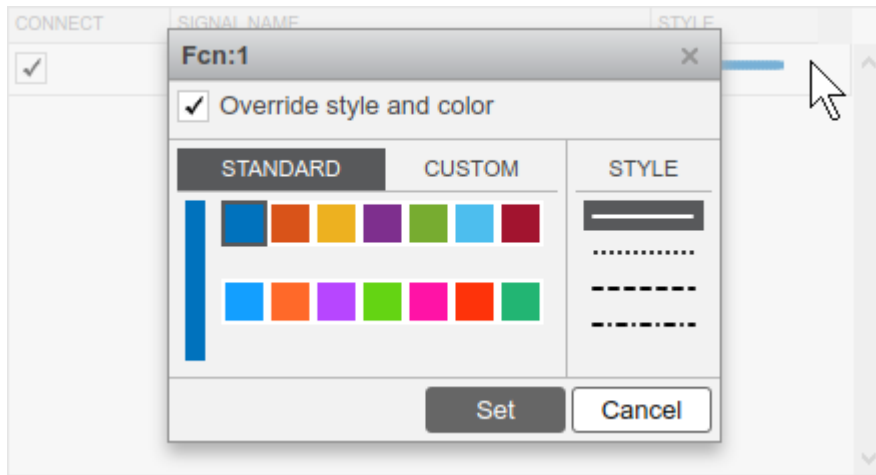 CONNECT SIGNAL NAME STYLE
Fcn:1
Override style and color
STANDARD CUSTOM STYLE
Set Cancel